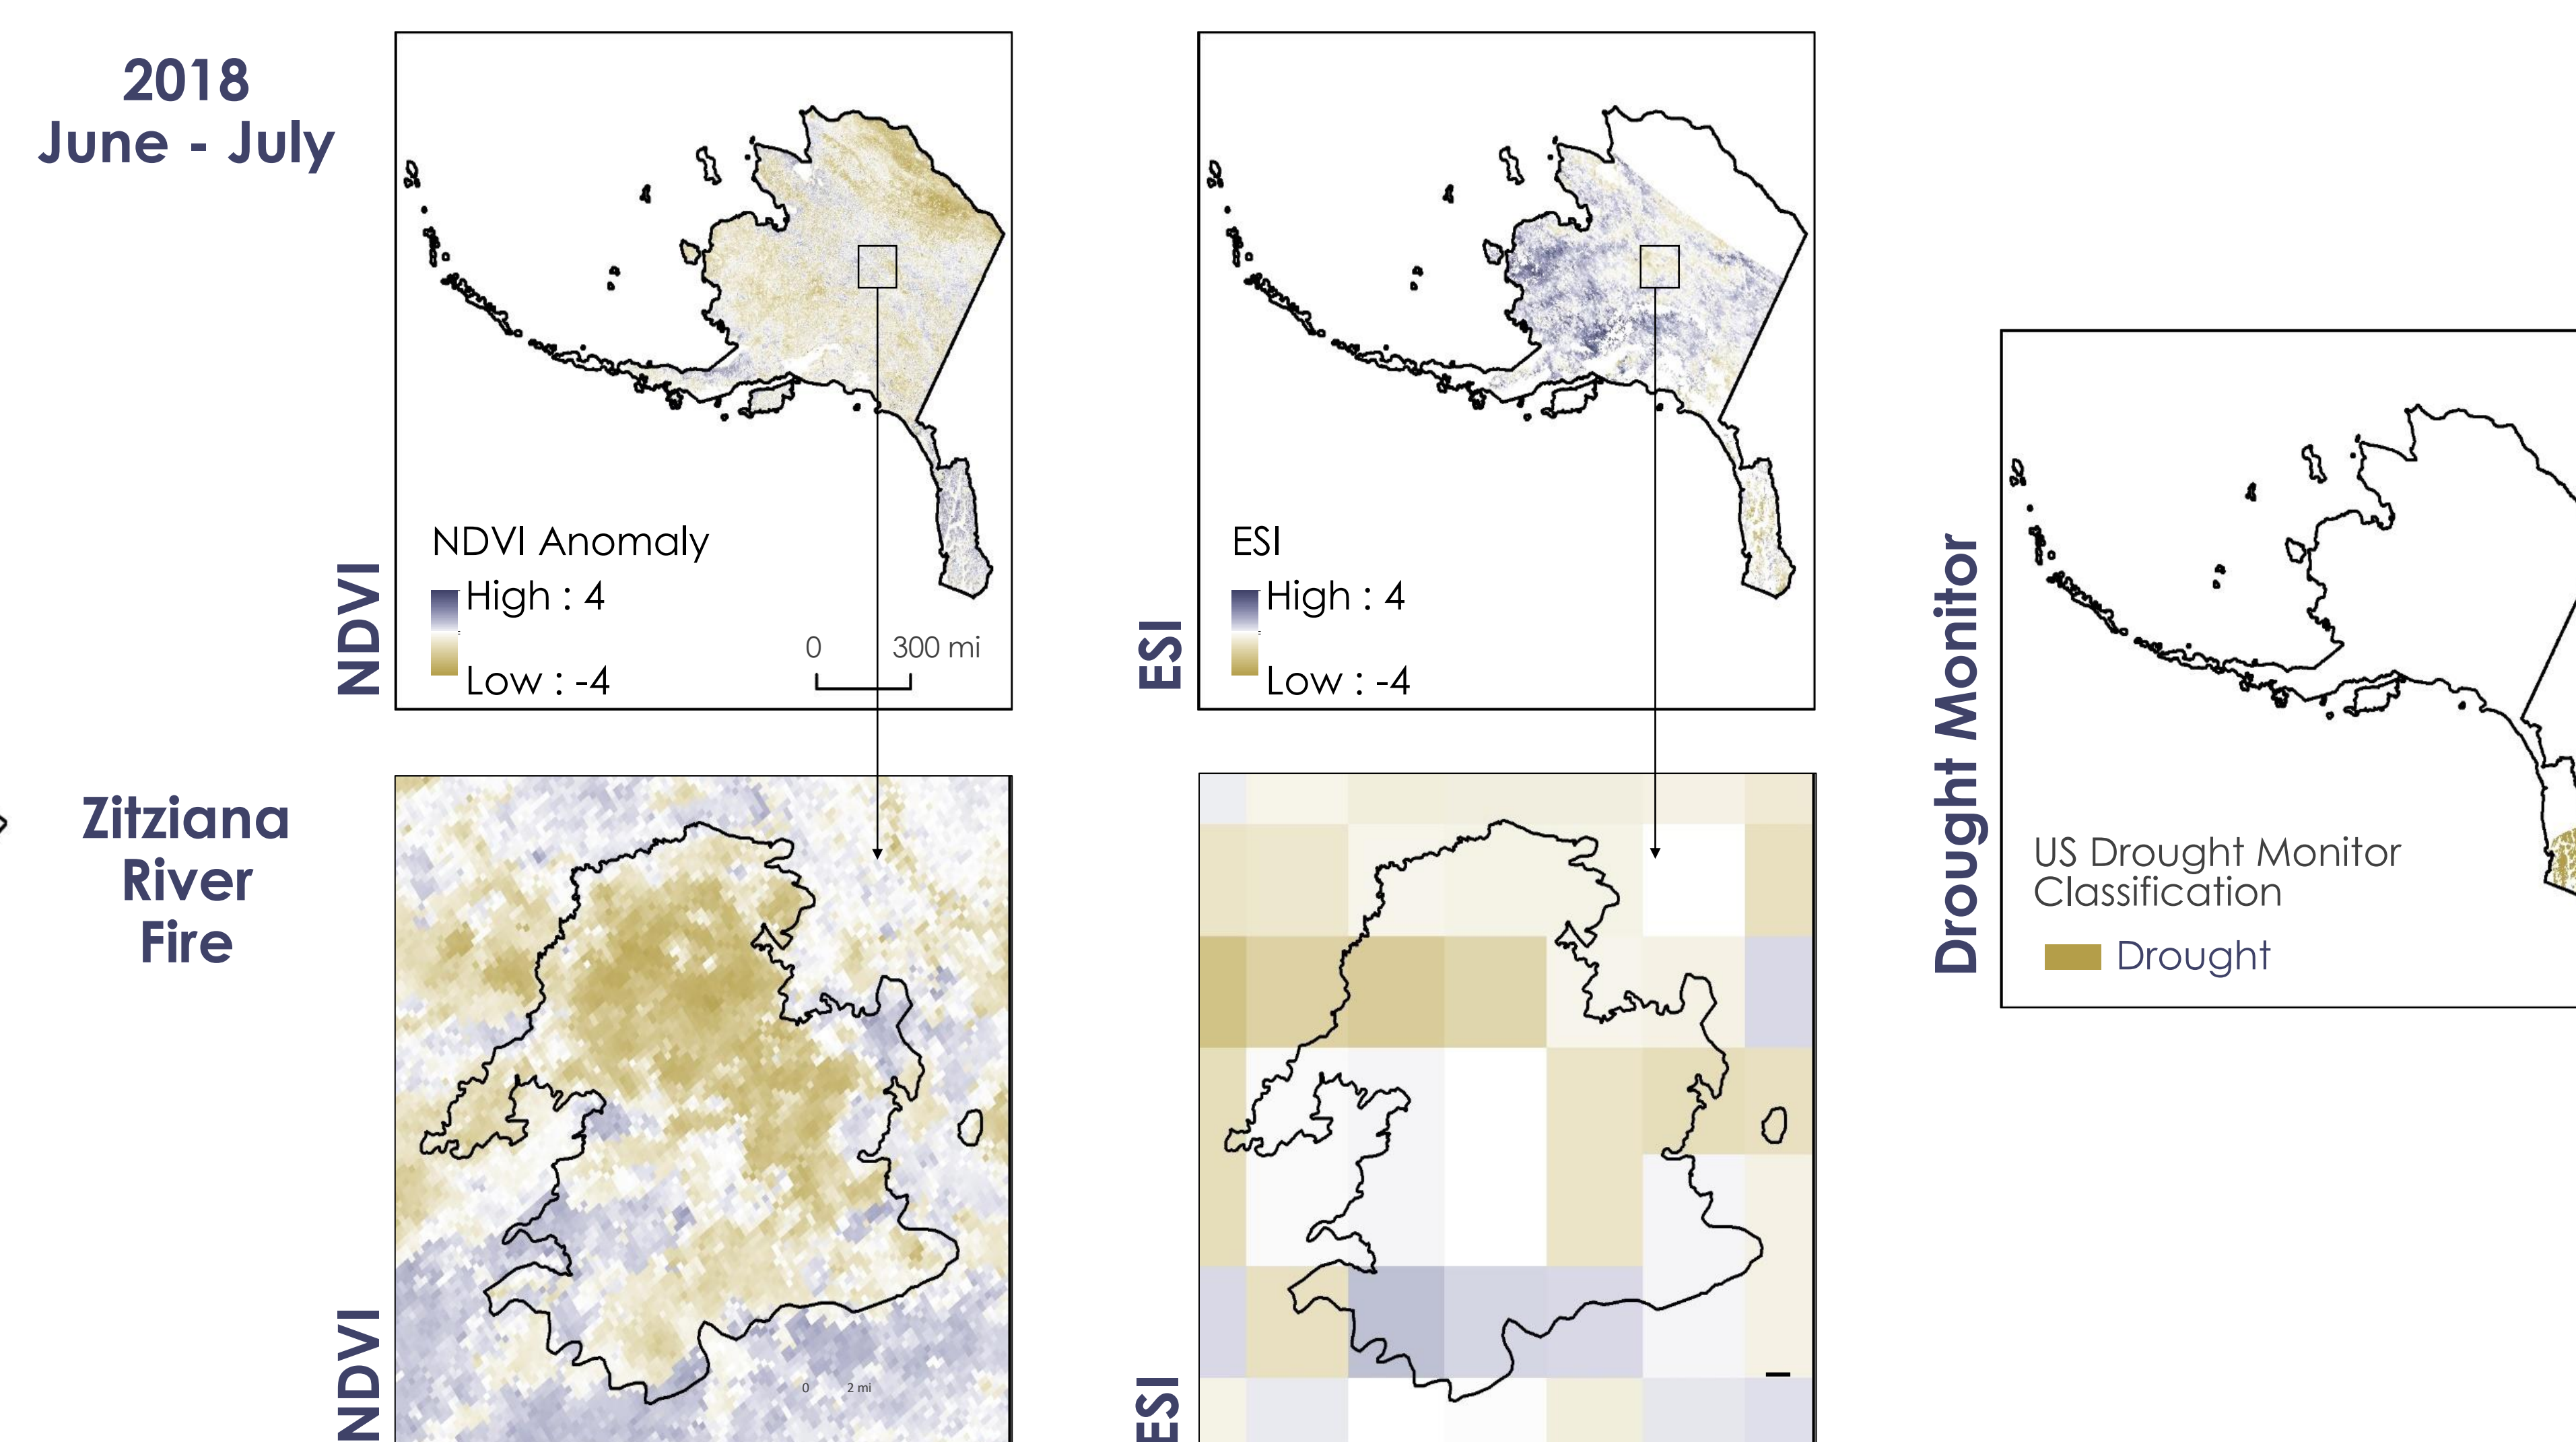 2018
June - July
NDVI
NDVI Anomaly
High : 4
Low : -4
0 300 mi
ESI
ESI
High : 4
Low : -4
Drought Monitor
US Drought Monitor
Classification
Drought
Zitziana
River
Fire
NDVI
0 2 mi
ESI